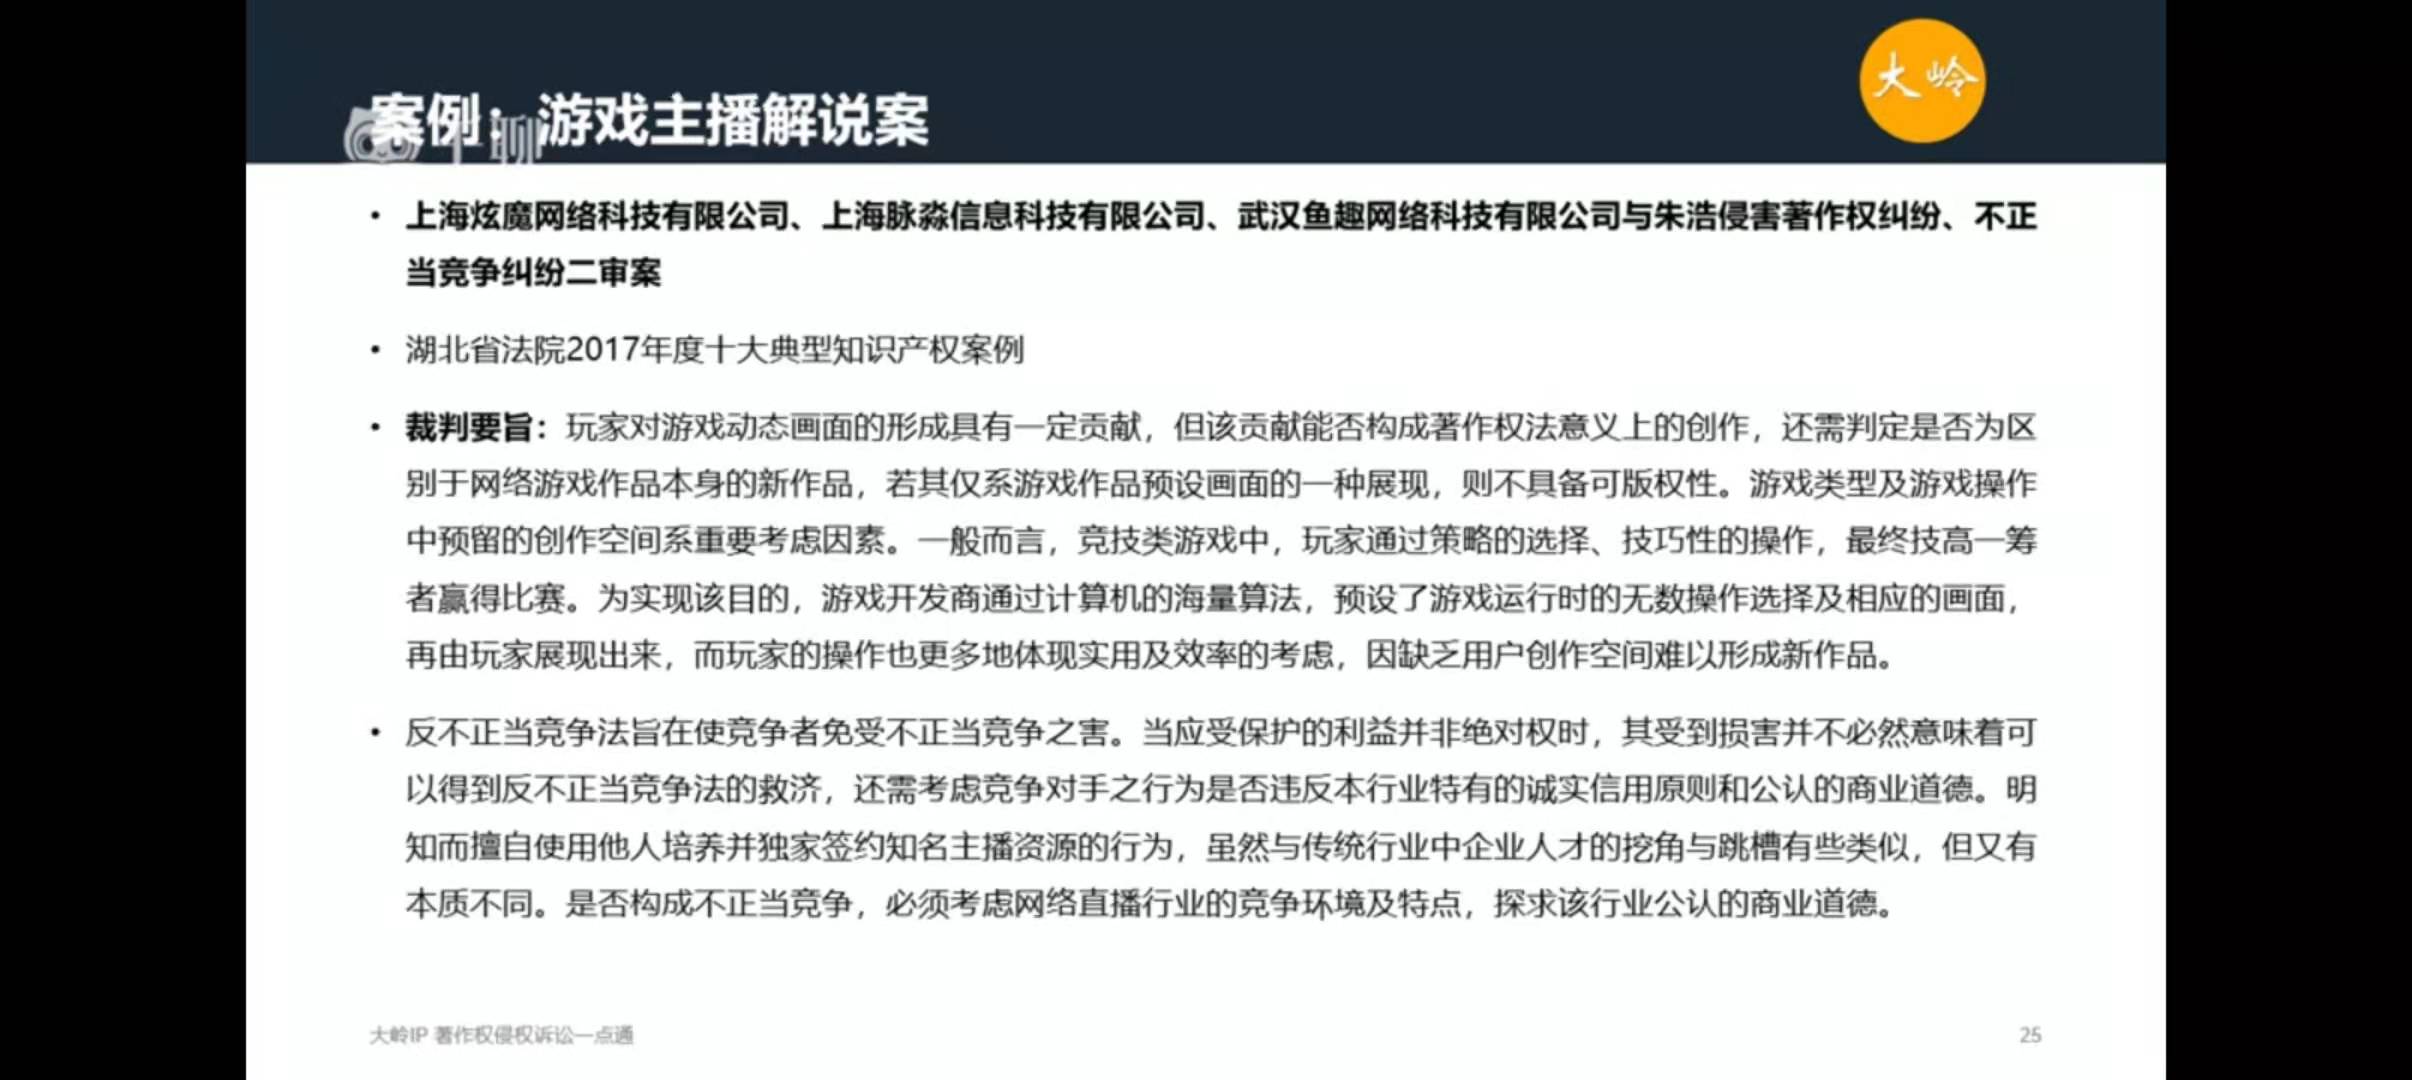 大岭
案例：游戏主播解说案
千聊
• 上海炫魔网络科技有限公司、上海脉淼信息科技有限公司、武汉鱼趣网络科技有限公司与朱浩侵害著作权纠纷、不正
当竞争纠纷二审案
• 湖北省法院2017年度十大典型知识产权案例
• 裁判要旨：玩家对游戏动态画面的形成具有一定贡献，但该贡献能否构成著作权法意义上的创作，还需判定是否为区
别于网络游戏作品本身的新作品，若其仅系游戏作品预设画面的一种展现，则不具备可版权性。游戏类型及游戏操作
中预留的创作空间系重要考虑因素。一般而言，竞技类游戏中，玩家通过策略的选择、技巧性的操作，最终技高一筹
者赢得比赛。为实现该目的，游戏开发商通过计算机的海量算法，预设了游戏运行时的无数操作选择及相应的画面，
再由玩家展现出来，而玩家的操作也更多地体现实用及效率的考虑，因缺乏用户创作空间难以形成新作品。
• 反不正当竞争法旨在使竞争者免受不正当竞争之害。当应受保护的利益并非绝对权时，其受到损害并不必然意味着可
以得到反不正当竞争法的救济，还需考虑竞争对手之行为是否违反本行业特有的诚实信用原则和公认的商业道德。明
知而擅自使用他人培养并独家签约知名主播资源的行为，虽然与传统行业中企业人才的挖角与跳槽有些类似，但又有
本质不同。是否构成不正当竞争，必须考虑网络直播行业的竞争环境及特点，探求该行业公认的商业道德。
大岭IP 著作权侵权诉讼一点通
25